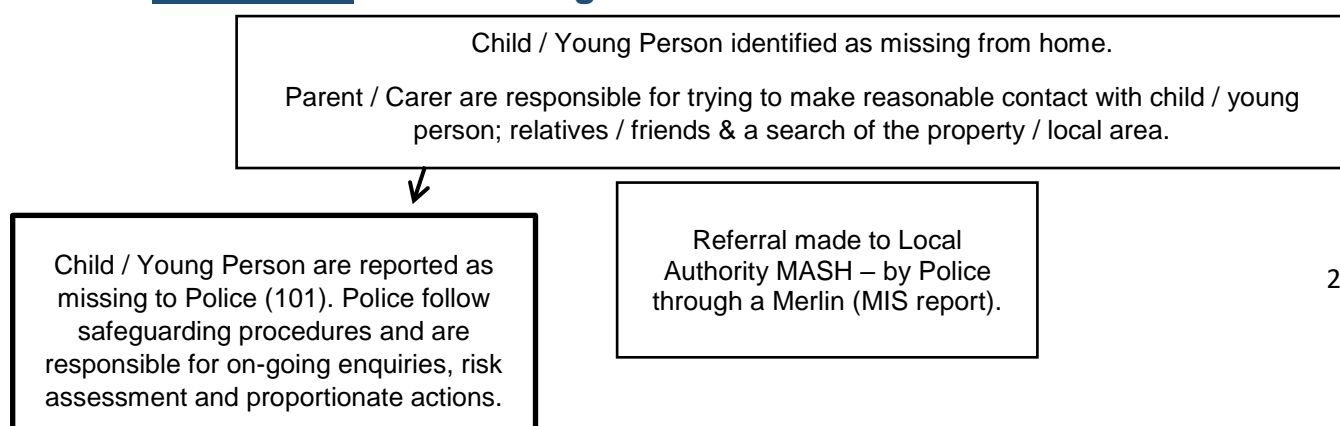 Child / Young Person identified as missing from home.
Parent / Carer are responsible for trying to make reasonable contact with child / young
person; relatives / friends & a search of the property / local area.
Child / Young Person are reported as
missing to Police (101). Police follow
safeguarding procedures and are
responsible for on-going enquiries, risk
assessment and proportionate actions.
Referral made to Local
Authority MASH – by Police
through a Merlin (MIS report).
2